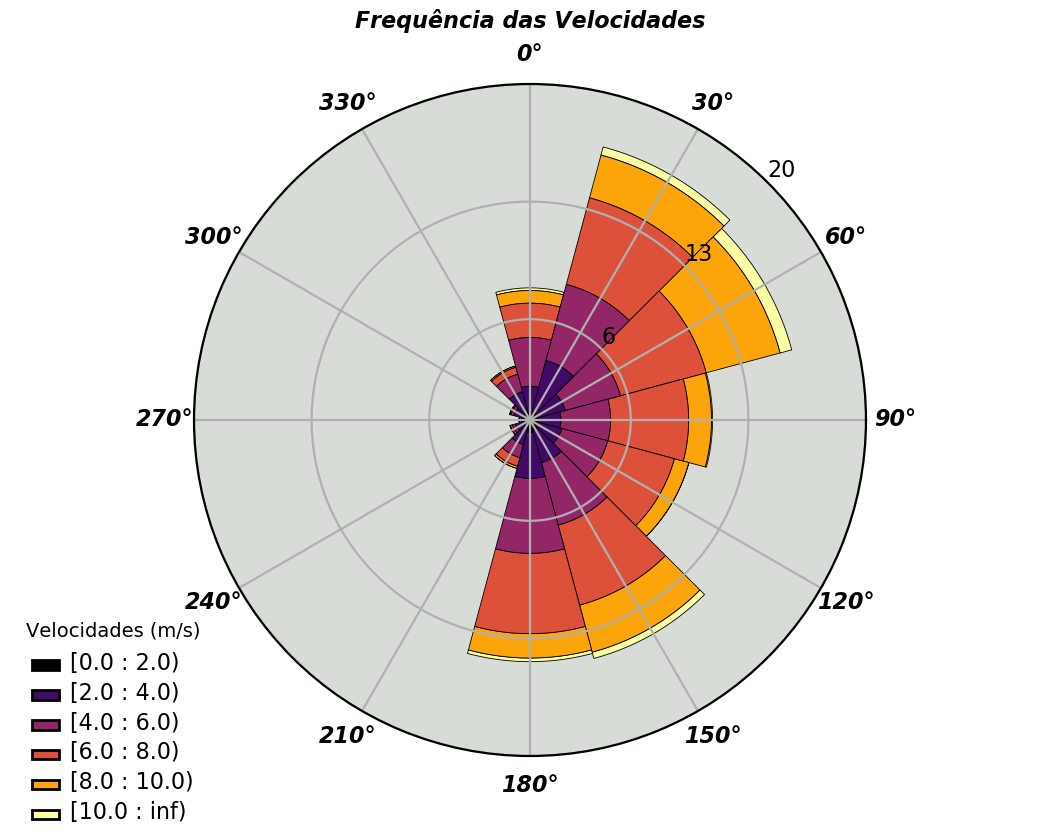 Frequência das Velocidades
0°
330°
30°
20
300°
60°
13
6
270°
90°
240°
120°
210°
150°
180°
Velocidades (m/s)
[0.0 : 2.0)
[2.0 : 4.0)
[4.0 : 6.0)
[6.0 : 8.0)
[8.0 : 10.0)
[10.0 : inf)